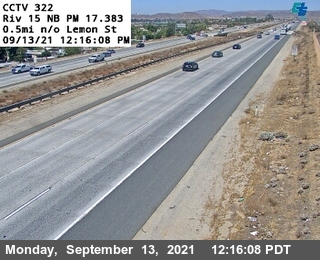 CCTV 322
Riv 15 NB PM 17.383
0.5mi n/o Lemon St
09/13/21 12:16:08 PM
Monday, September 13, 2021 12:16:08 PDT